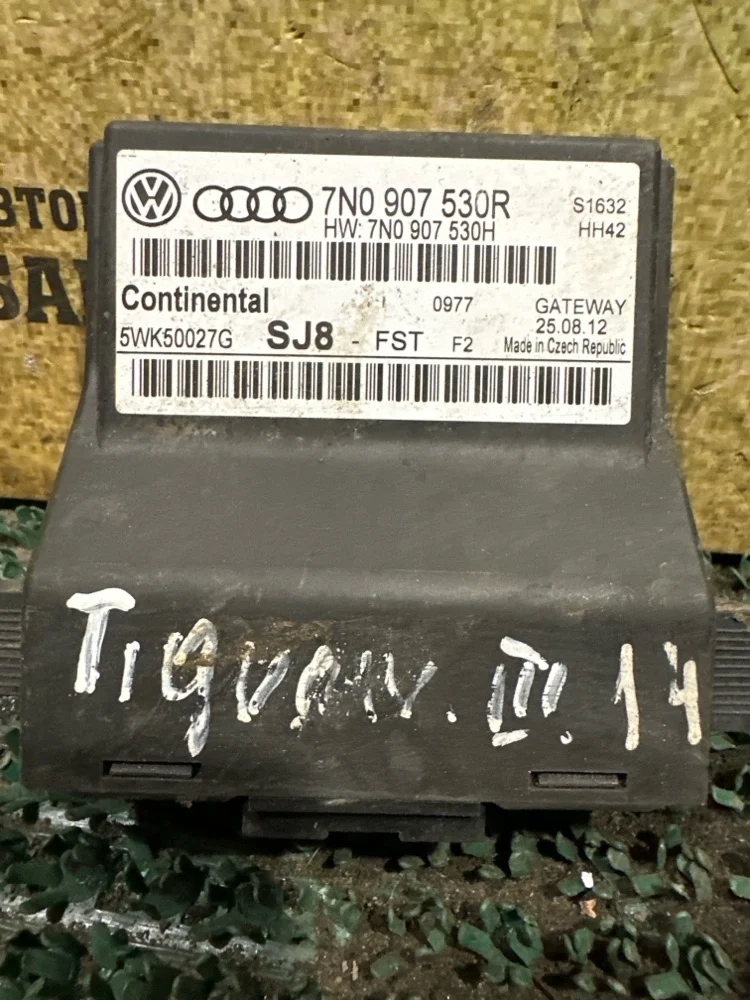 7N0 907 530R
S1632
HW: 7N0 907 530H
HH42
Continental
0977
GATEWAY
25.08.12
5WK50027G SJ8 - FST F2
Made in Czech Republic
Tiguan. III. 14